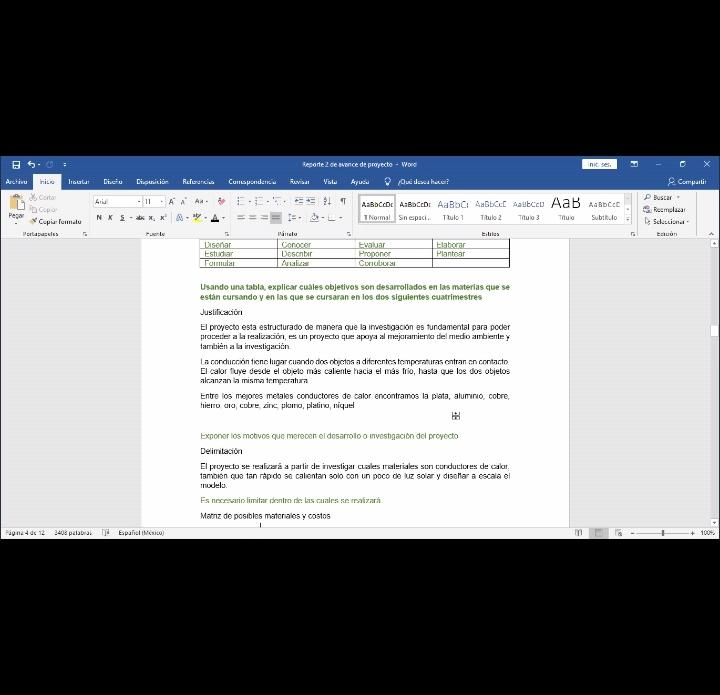 Reporte 2 de avance de proyecto - Word
Inic. ses.
Archivo Inicio Insertar Diseño Disposición Referencias Correspondencia Revisar Vista Ayuda ¿Qué desea hacer? Compartir
Pegar
Cortar
Copiar
Copiar formato
Portapapeles
Arial 11
N K S abc x₂ x²
Fuente
Párrafo
AaBbCcDc AaBbCcDc AaBbCc AaBbCcC AaBbCcD AaB AaBbCcC
¶ Normal Sin espaci... Título 1 Título 2 Título 3 Título Subtítulo
Estilos
Buscar
Reemplazar
Seleccionar
Edición
Diseñar Conocer Evaluar Elaborar
Estudiar Describir Proponer Plantear
Formular Analizar Corroborar
Usando una tabla, explicar cuáles objetivos son desarrollados en las materias que se
están cursando y en las que se cursaran en los dos siguientes cuatrimestres
Justificación
El proyecto esta estructurado de manera que la investigación es fundamental para poder
proceder a la realización, es un proyecto que apoya al mejoramiento del medio ambiente y
también a la investigación.
La conducción tiene lugar cuando dos objetos a diferentes temperaturas entran en contacto.
El calor fluye desde el objeto más caliente hacia el más frío, hasta que los dos objetos
alcanzan la misma temperatura
Entre los mejores metales conductores de calor encontramos la plata, aluminio, cobre,
hierro, oro, cobre, zinc, plomo, platino, níquel
Exponer los motivos que merecen el desarrollo o investigación del proyecto
Delimitación
El proyecto se realizará a partir de investigar cuales materiales son conductores de calor,
también que tan rápido se calientan solo con un poco de luz solar y diseñar a escala el
modelo.
Es necesario limitar dentro de las cuales se realizará.
Matriz de posibles materiales y costos
Página 4 de 12 3408 palabras Español (México) 100%